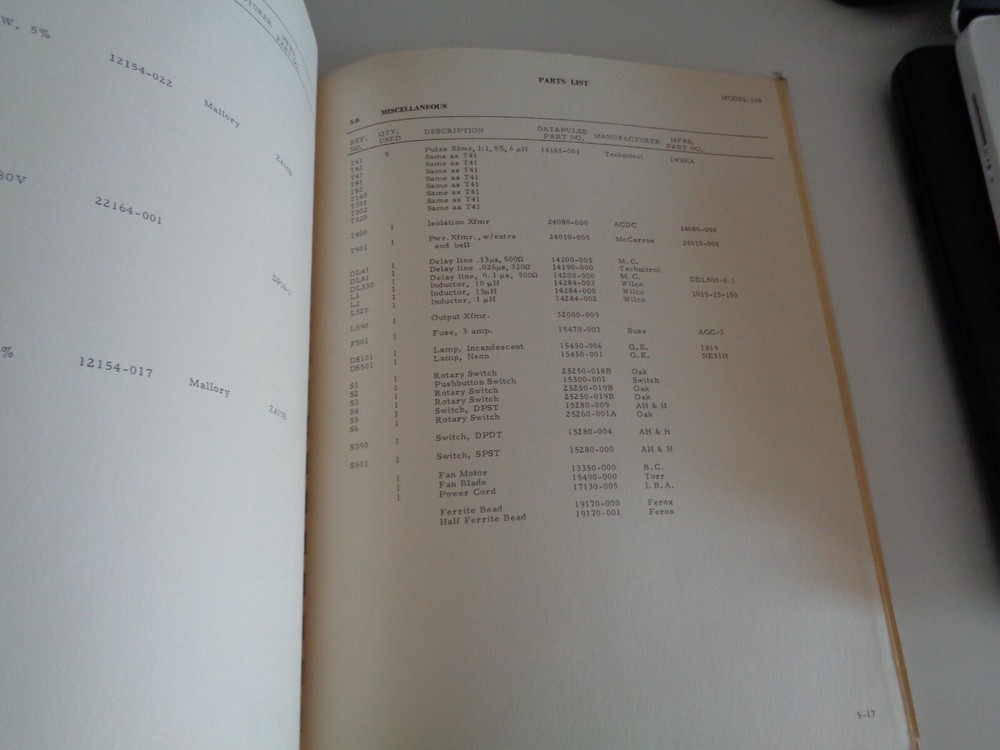 W, 5%
12154-022
Mallory
22164-001
12154-017 Mallory
PARTS LIST
5.6 MISCELLANEOUS
REF. NO. QTY. USED DESCRIPTION DATAPULSE PART NO. MANUFACTURER MFRS. PART NO.
T41 9 Pulse Xfmr, 1:1, 5%, 6 µH 14165-001 Technitrol
Same as T41
Same as T41
Same as T41
Same as T41
Same as T41
Same as T41
Same as T41
Same as T41
T400 1 Isolation Xfmr 24080-000 ACDC 24080-000
T501 1 Pwr. Xfmr., w/extra end bell 24010-005 McCarron 24010-005
DL41 1 Delay line .13µs, 500Ω 14200-005 M.C.
DL81 1 Delay line .026µs, 520Ω 14190-000 Technitrol
DL330 1 Delay line, 0.1 µs, 500Ω 14200-000 M.C. DDL500-0.1
L1 1 Inductor, 10 µH 14284-003 Wilco
L2 1 Inductor, 15µH 14284-000 Wilco 1015-15-150
L320 1 Inductor, 1 µH 14284-002 Wilco
L390 1 Output Xfmr. 32000-009
F501 1 Fuse, 3 amp. 15470-003 Buss AGC-3
DS101 1 Lamp, Incandescent 15450-006 G.E. 1819
DS501 1 Lamp, Neon 15450-001 G.E. NE51H
S1 1 Rotary Switch 25250-018B Oak
S2 1 Pushbutton Switch 15300-001 Switch
S3 1 Rotary Switch 25250-019B Oak
S4 1 Rotary Switch 25250-019B Oak
S5 1 Switch, DPST 15280-009 AH & H
S6 1 Rotary Switch 25260-001A Oak
S390 1 Switch, DPDT 15280-004 AH & H
S501 1 Switch, SPST 15280-000 AH & H
1 Fan Motor 13350-000 B.C.
1 Fan Blade 15490-000 Torr
1 Power Cord 17130-005 I.B.A.
Ferrite Bead 19170-000 Ferox
Half Ferrite Bead 19170-001 Ferox
5-17